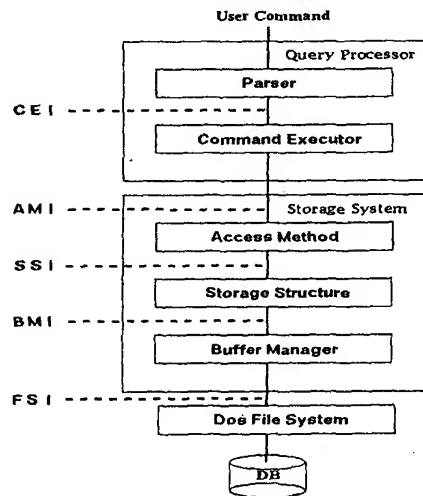 User Command
Query Processor
Parser
CEI
Command Executor
AMI
Storage System
Access Method
SSI
Storage Structure
BMI
Buffer Manager
FSI
Dos File System
DB